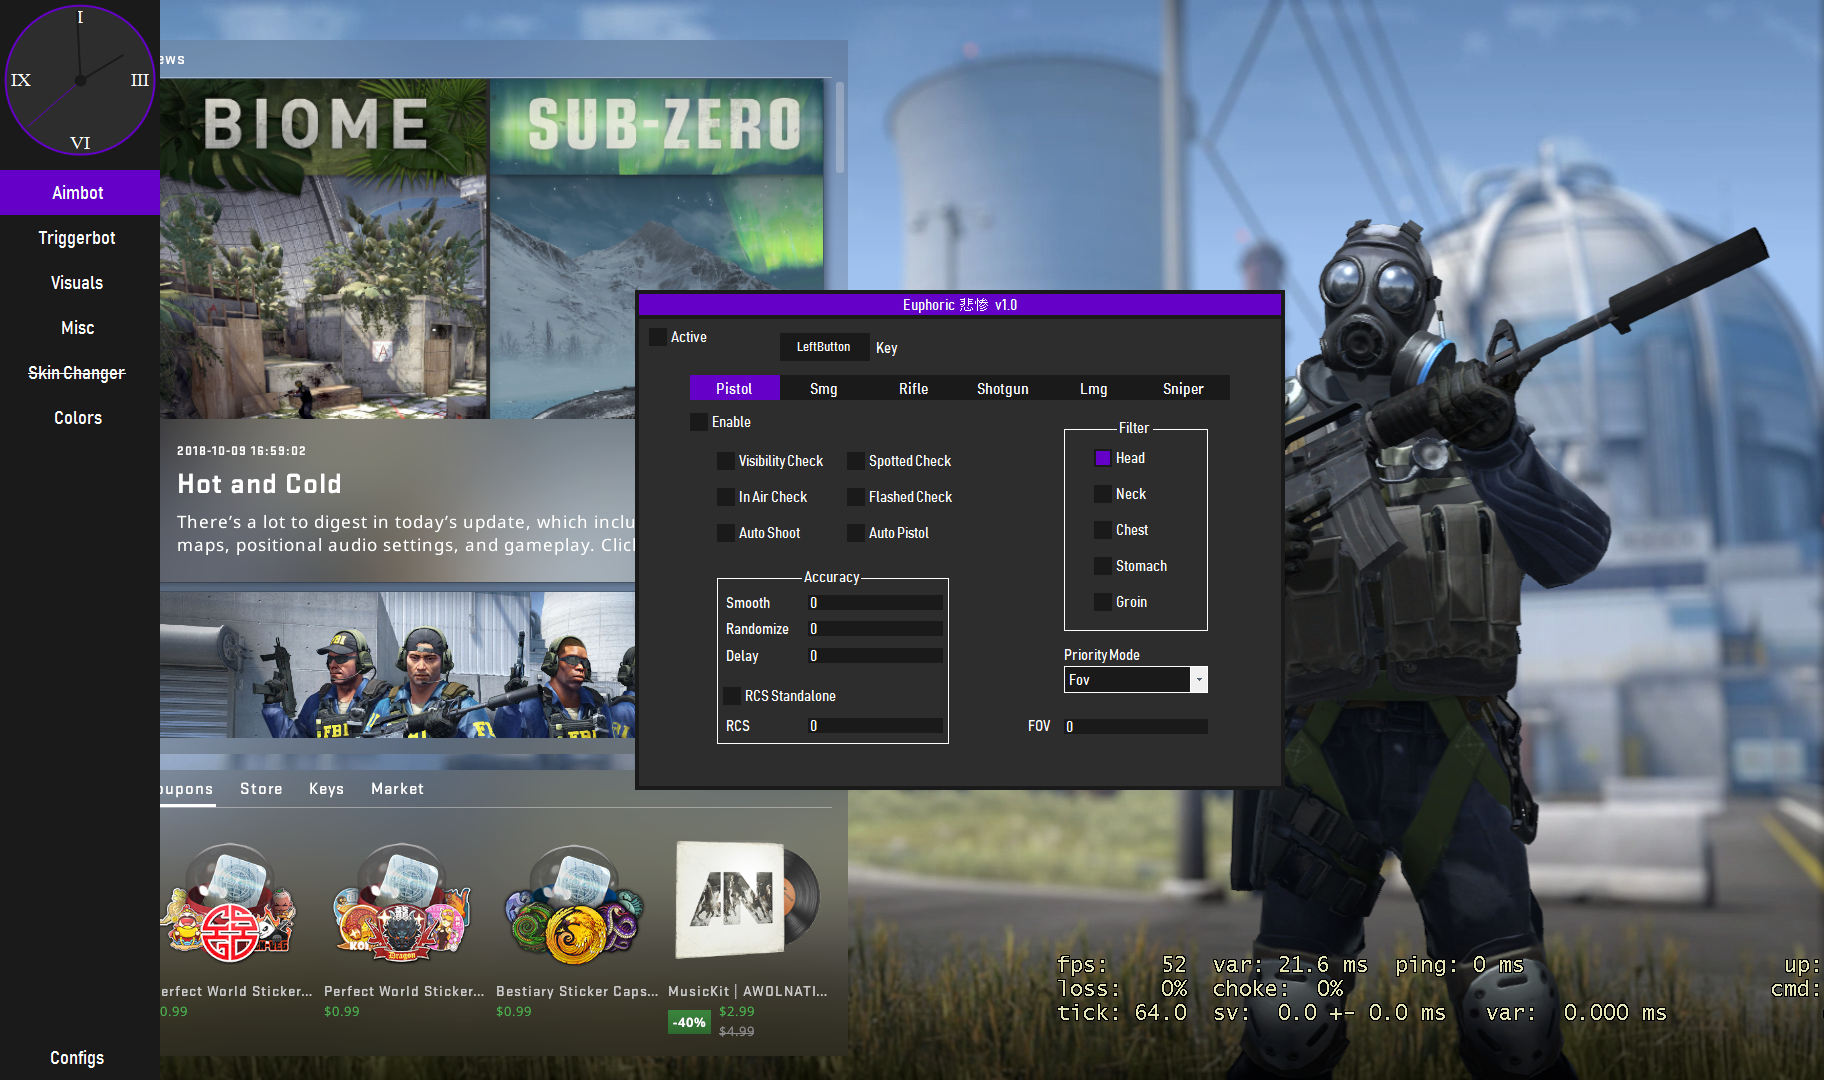 I
IX
III
VI
Aimbot
Triggerbot
Visuals
Misc
Skin Changer
Colors
Configs
ews
BIOME
SUB-ZERO
A
2018-10-09 16:59:02
Hot and Cold
There's a lot to digest in today's update, which inclu
maps, positional audio settings, and gameplay. Clic
FBI
FBI
FBI
Euphoric 悲惨 v1.0
Active
LeftButton Key
Pistol Smg Rifle Shotgun Lmg Sniper
Enable
Visibility Check Spotted Check
In Air Check Flashed Check
Auto Shoot Auto Pistol
Accuracy
Smooth 0
Randomize 0
Delay 0
RCS Standalone
RCS 0
Filter
Head
Neck
Chest
Stomach
Groin
Priority Mode
Fov
FOV 0
oupons Store Keys Market
KOI
Dragon
AN
erfect World Sticker... Perfect World Sticker... Bestiary Sticker Caps... MusicKit | AWOLNATI...
0.99 $0.99 $0.99 -40% $2.99
$4.99
fps: 52 var: 21.6 ms ping: 0 ms up:
loss: 0% choke: 0% cmd:
tick: 64.0 sv: 0.0 +- 0.0 ms var: 0.000 ms